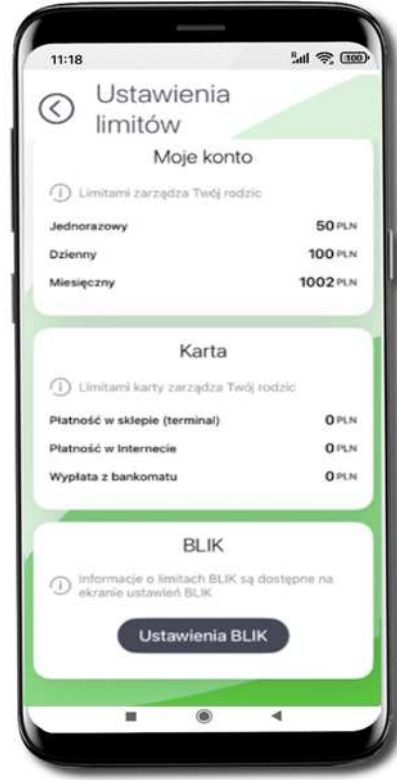 11:18
100
Ustawienia
limitów
Moje konto
Limitami zarządza Twój rodzic
Jednorazowy 50 PLN
Dzienny 100 PLN
Miesięczny 1002 PLN
Karta
Limitami karty zarządza Twój rodzic
Płatność w sklepie (terminal) 0 PLN
Płatność w Internecie 0 PLN
Wypłata z bankomatu 0 PLN
BLIK
Informacje o limitach BLIK są dostępne na
ekranie ustawień BLIK
Ustawienia BLIK